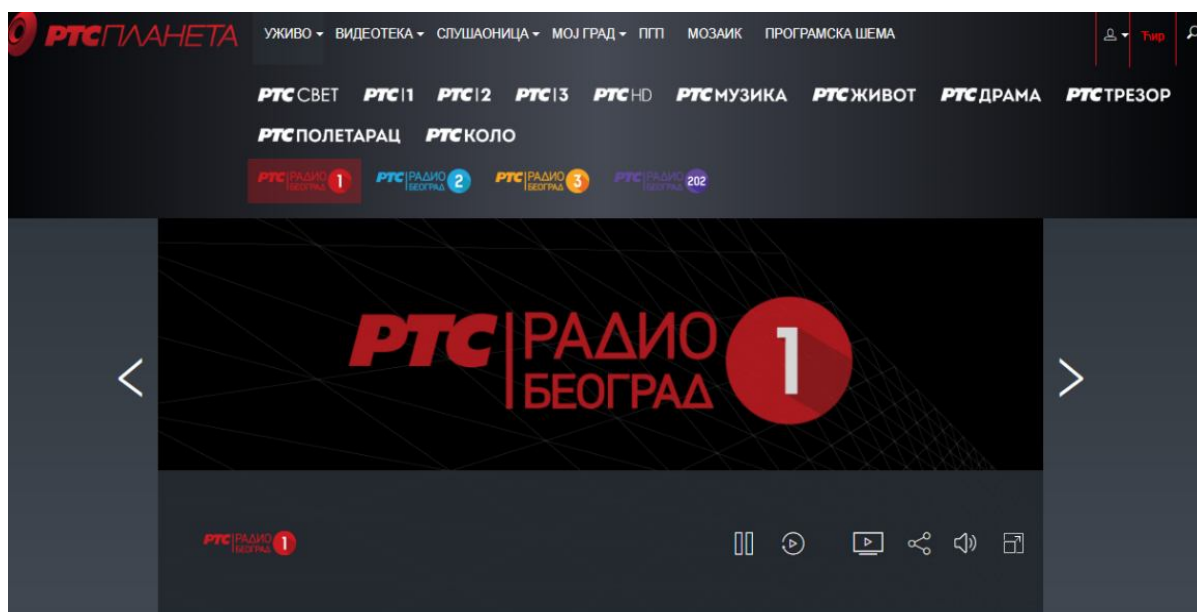 РТС ПЛАНЕТА УЖИВО ВИДЕОТЕКА СЛУШАОНИЦА МОЈ ГРАД ПГП МОЗАИК ПРОГРАМСКА ШЕМА Ћир
РТС СВЕТ РТС|1 РТС|2 РТС|3 РТС HD РТС МУЗИКА РТС ЖИВОТ РТС ДРАМА РТС ТРЕЗОР
РТС ПОЛЕТАРАЦ РТС КОЛО
РТС|РАДИО БЕОГРАД 1 РТС|РАДИО БЕОГРАД 2 РТС|РАДИО БЕОГРАД 3 РТС|РАДИО БЕОГРАД 202
РТС|РАДИО 1
БЕОГРАД
РТС|РАДИО БЕОГРАД 1